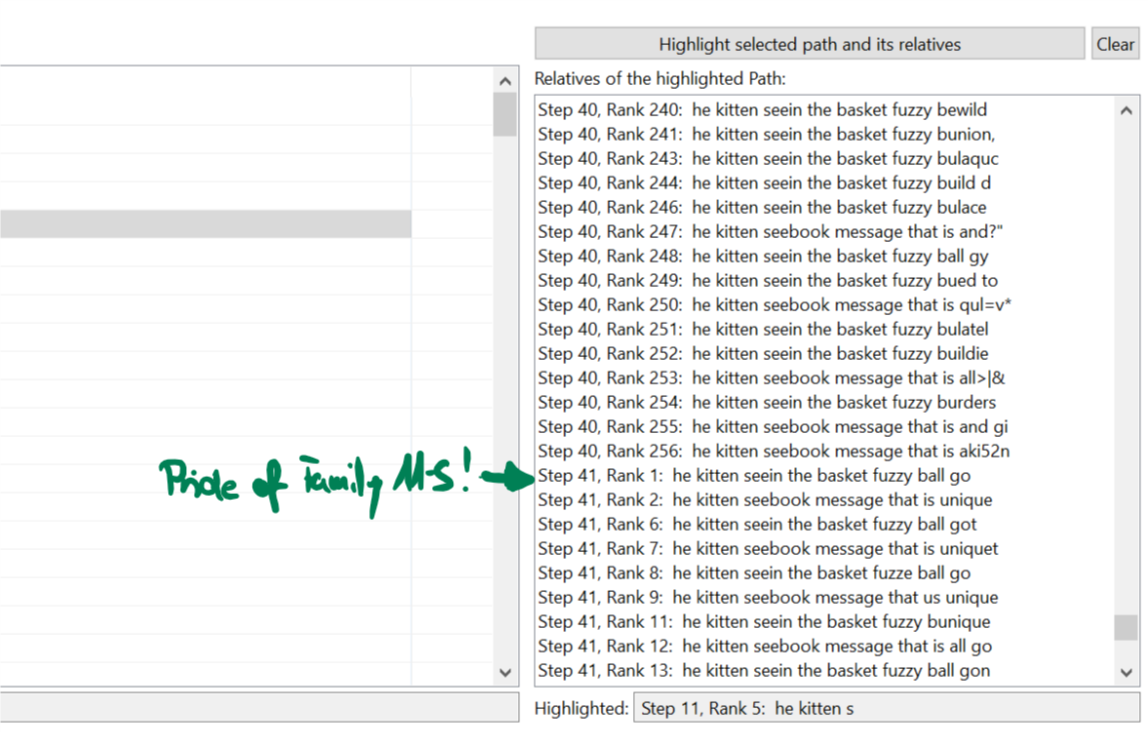 Highlight selected path and its relatives
Clear
Relatives of the highlighted Path:
Step 40, Rank 240: he kitten seein the basket fuzzy bewild
Step 40, Rank 241: he kitten seein the basket fuzzy bunion,
Step 40, Rank 243: he kitten seein the basket fuzzy bulaquc
Step 40, Rank 244: he kitten seein the basket fuzzy build d
Step 40, Rank 246: he kitten seein the basket fuzzy bulace
Step 40, Rank 247: he kitten seebook message that is and?"
Step 40, Rank 248: he kitten seein the basket fuzzy ball gy
Step 40, Rank 249: he kitten seein the basket fuzzy bued to
Step 40, Rank 250: he kitten seebook message that is qul=v*
Step 40, Rank 251: he kitten seein the basket fuzzy bulatel
Step 40, Rank 252: he kitten seein the basket fuzzy buildie
Step 40, Rank 253: he kitten seebook message that is all>|&
Step 40, Rank 254: he kitten seein the basket fuzzy burders
Step 40, Rank 255: he kitten seebook message that is and gi
Step 40, Rank 256: he kitten seebook message that is aki52n
Pride of Family M-S!
Step 41, Rank 1: he kitten seein the basket fuzzy ball go
Step 41, Rank 2: he kitten seebook message that is unique
Step 41, Rank 6: he kitten seein the basket fuzzy ball got
Step 41, Rank 7: he kitten seebook message that is uniquet
Step 41, Rank 8: he kitten seein the basket fuzze ball go
Step 41, Rank 9: he kitten seebook message that us unique
Step 41, Rank 11: he kitten seein the basket fuzzy bunique
Step 41, Rank 12: he kitten seebook message that is all go
Step 41, Rank 13: he kitten seein the basket fuzzy ball gon
Highlighted: Step 11, Rank 5: he kitten s